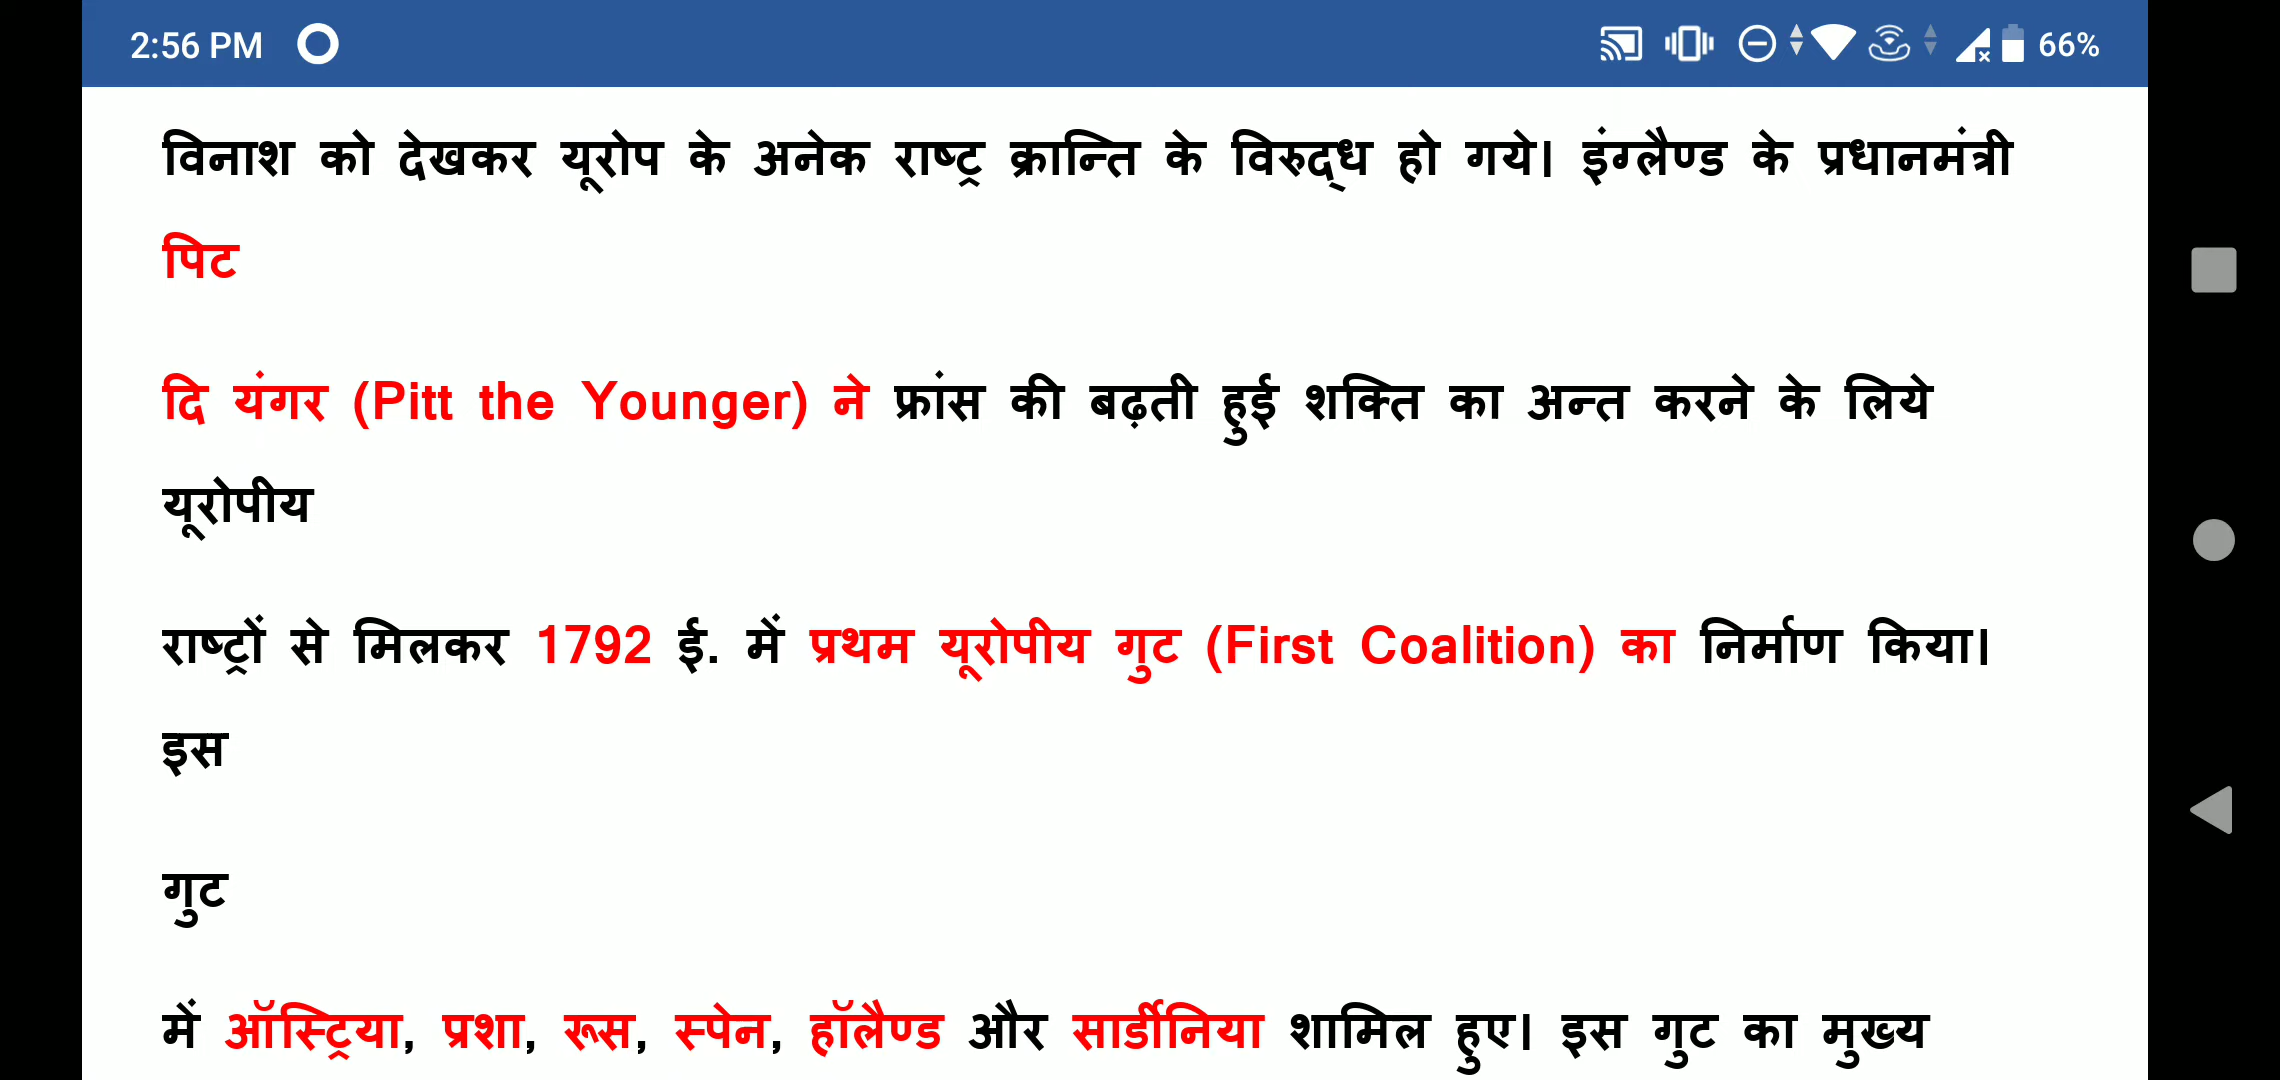 2:56 PM 66%
विनाश को देखकर यूरोप के अनेक राष्ट्र क्रान्ति के विरुद्ध हो गये। इंग्लैण्ड के प्रधानमंत्री
पिट
दि यंगर (Pitt the Younger) ने फ्रांस की बढ़ती हुई शक्ति का अन्त करने के लिये
यूरोपीय
राष्ट्रों से मिलकर 1792 ई. में प्रथम यूरोपीय गुट (First Coalition) का निर्माण किया।
इस
गुट
में ऑस्ट्रिया, प्रशा, रूस, स्पेन, हॉलैण्ड और सार्डीनिया शामिल हुए। इस गुट का मुख्य